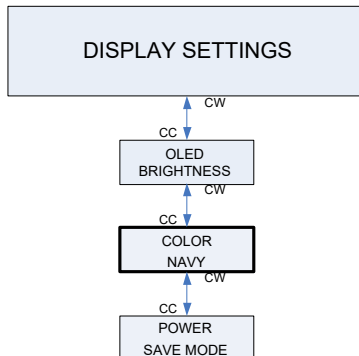 DISPLAY SETTINGS
CW
CC
OLED
BRIGHTNESS
CW
CC
COLOR
NAVY
CW
CC
POWER
SAVE MODE